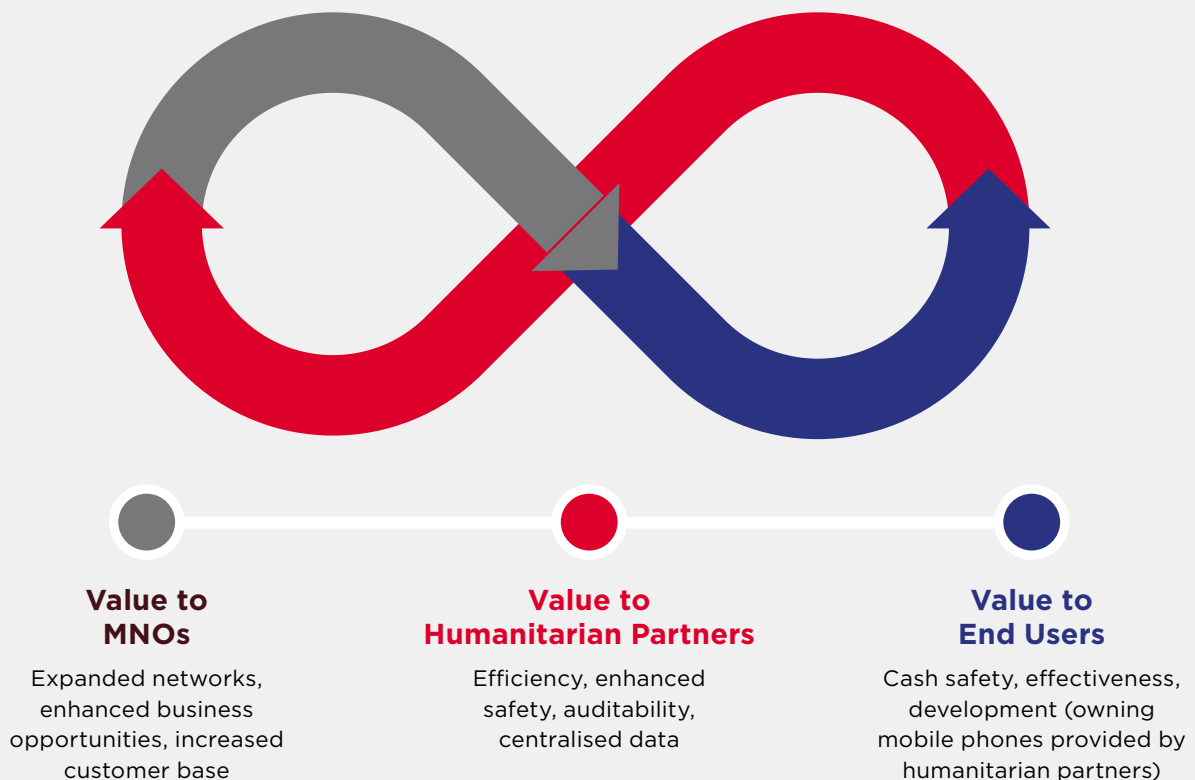 Value to
MNOs
Expanded networks,
enhanced business
opportunities, increased
customer base
Value to
Humanitarian Partners
Efficiency, enhanced
safety, auditability,
centralised data
Value to
End Users
Cash safety, effectiveness,
development (owning
mobile phones provided by
humanitarian partners)